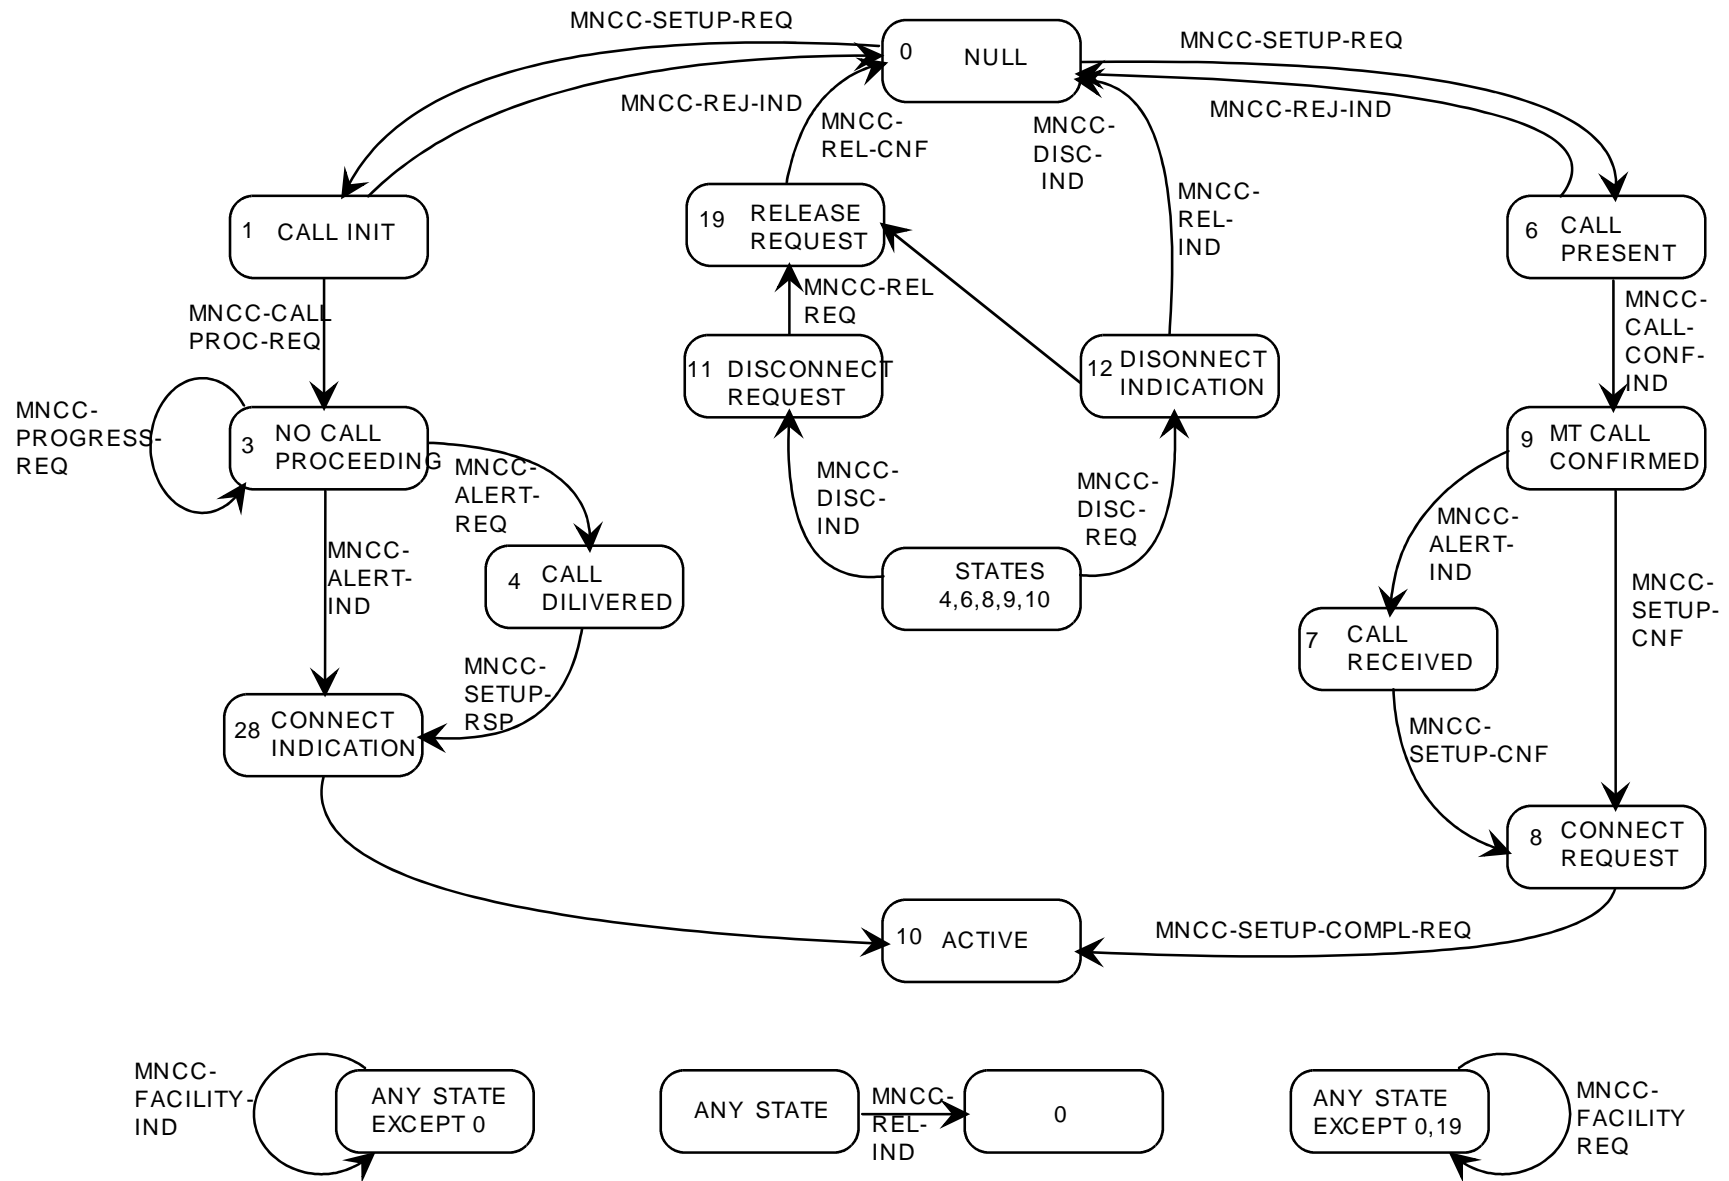 MNCC-SETUP-REQ
0 NULL
MNCC-SETUP-REQ
MNCC-REJ-IND
MNCC-
REL-CNF
MNCC-
DISC-
IND
MNCC-REJ-IND
MNCC-
REL-
IND
1 CALL INIT
19 RELEASE
REQUEST
6 CALL
PRESENT
MNCC-CALL
PROC-REQ
MNCC-REL
REQ
MNCC-
CALL-
CONF-
IND
11 DISCONNECT
REQUEST
12 DISONNECT
INDICATION
MNCC-
PROGRESS-
REQ
3 NO CALL
PROCEEDING
MNCC-
ALERT-
REQ
MNCC-
DISC-
IND
MNCC-
DISC-
REQ
9 MT CALL
CONFIRMED
MNCC-
ALERT-
IND
MNCC-
ALERT-
IND
4 CALL
DILIVERED
STATES
4,6,8,9,10
MNCC-
SETUP-
CNF
7 CALL
RECEIVED
MNCC-
SETUP-
RSP
28 CONNECT
INDICATION
MNCC-
SETUP-CNF
8 CONNECT
REQUEST
10 ACTIVE
MNCC-SETUP-COMPL-REQ
MNCC-
FACILITY-
IND
ANY STATE
EXCEPT 0
ANY STATE
MNCC-
REL-
IND
0
ANY STATE
EXCEPT 0,19
MNCC-
FACILITY
REQ